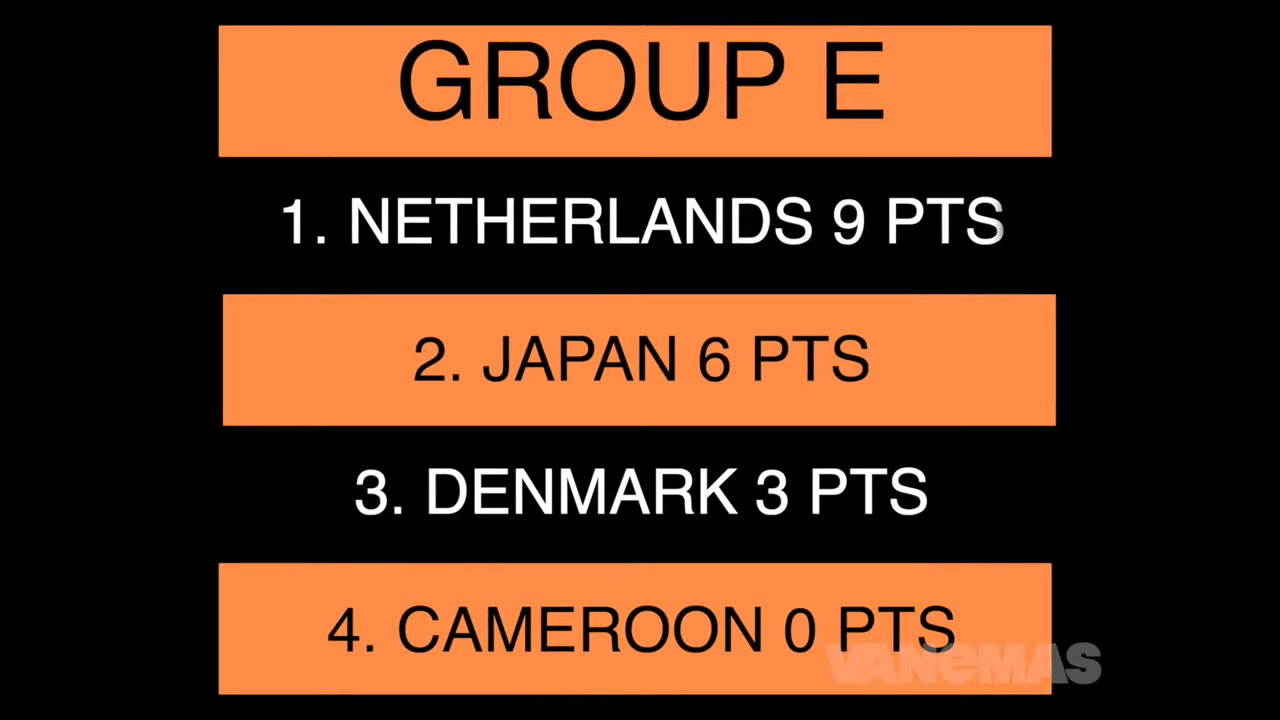 GROUP E
1. NETHERLANDS 9 PTS
2. JAPAN 6 PTS
3. DENMARK 3 PTS
4. CAMEROON 0 PTS
VANEMAS